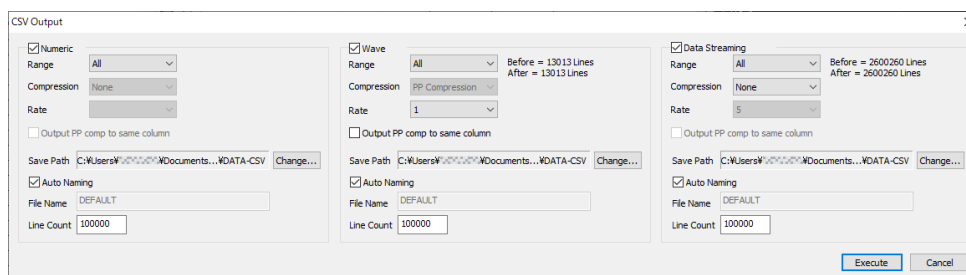 CSV Output
Numeric
Range All
Compression None
Rate
Output PP comp to same column
Save Path C:¥Users¥ ¥Documents...¥DATA-CSV Change...
Auto Naming
File Name DEFAULT
Line Count 100000
Wave
Range All Before = 13013 Lines
After = 13013 Lines
Compression PP Compression
Rate 1
Output PP comp to same column
Save Path C:¥Users¥ ¥Documents...¥DATA-CSV Change...
Auto Naming
File Name DEFAULT
Line Count 100000
Data Streaming
Range All Before = 2600260 Lines
After = 2600260 Lines
Compression None
Rate 5
Output PP comp to same column
Save Path C:¥Users¥ ¥Documents...¥DATA-CSV Change...
Auto Naming
File Name DEFAULT
Line Count 100000
Execute Cancel